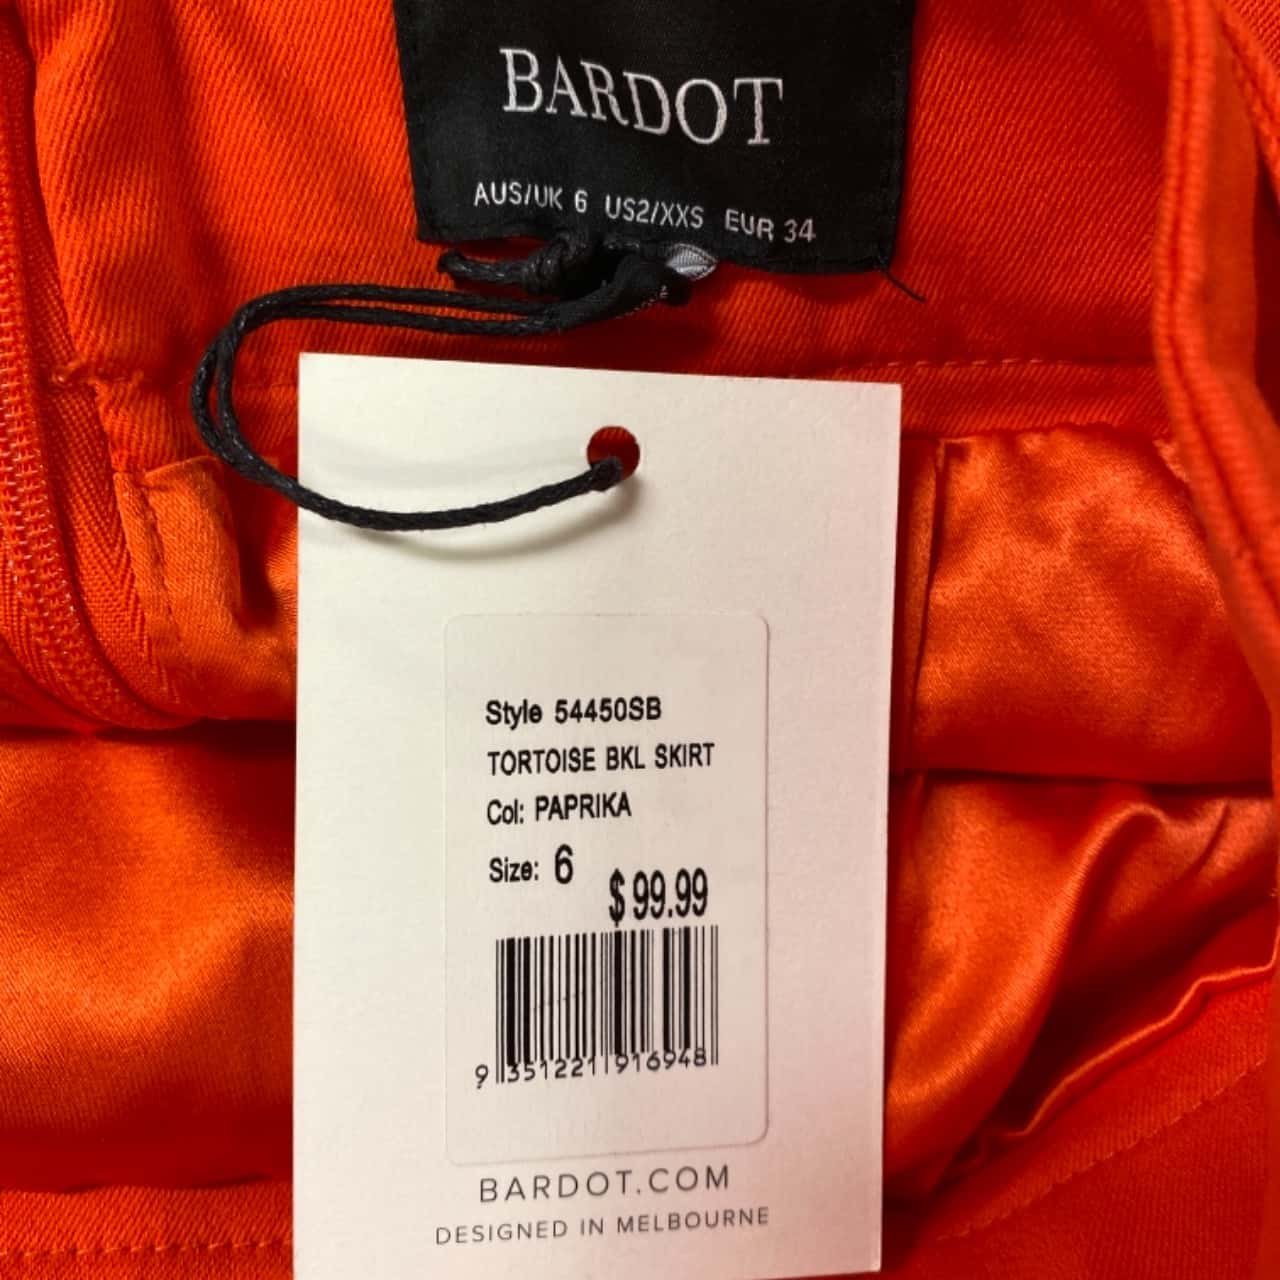 BARDOT
AUS/UK 6 US2/XXS EUR 34
Style 54450SB
TORTOISE BKL SKIRT
Col: PAPRIKA
Size: 6
$99.99
9 351221 916948
BARDOT.COM
DESIGNED IN MELBOURNE